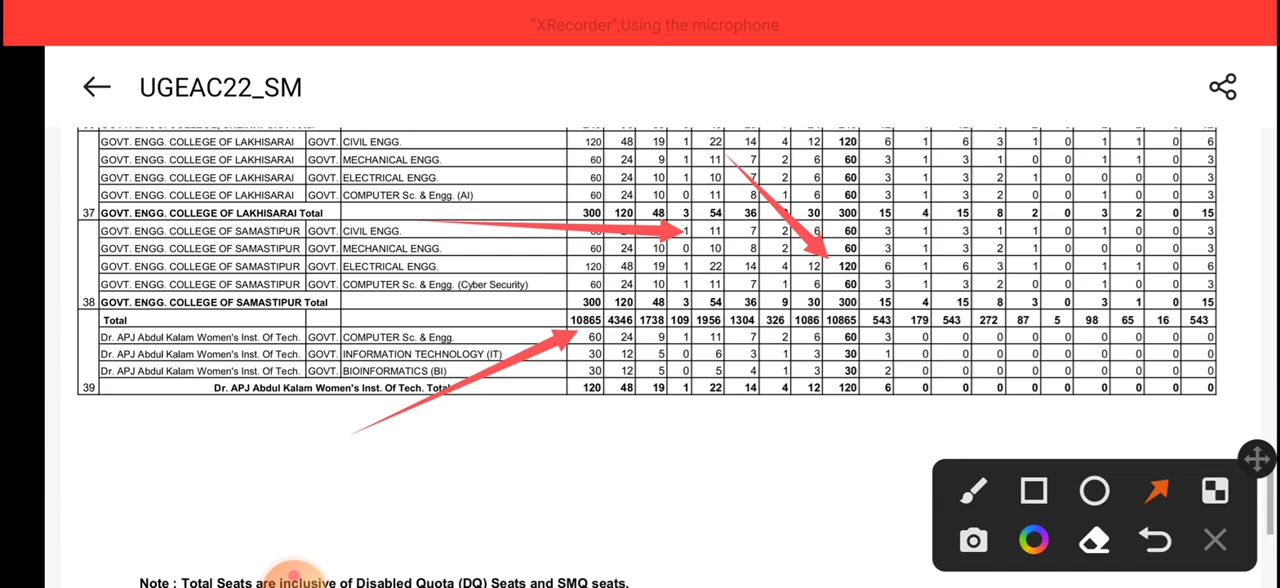 "XRecorder",Using the microphone
UGEAC22_SM
GOVT. ENGG. COLLEGE OF LAKHISARAI GOVT. CIVIL ENGG. 120 48 19 1 22 14 4 12 120 6 1 6 3 1 0 1 1 0 6
GOVT. ENGG. COLLEGE OF LAKHISARAI GOVT. MECHANICAL ENGG. 60 24 9 1 11 7 2 6 60 3 1 3 1 0 0 1 1 0 3
GOVT. ENGG. COLLEGE OF LAKHISARAI GOVT. ELECTRICAL ENGG. 60 24 10 1 10 7 2 6 60 3 1 3 2 1 0 0 0 0 3
GOVT. ENGG. COLLEGE OF LAKHISARAI GOVT. COMPUTER Sc. & Engg. (AI) 60 24 10 0 11 8 1 6 60 3 1 3 2 0 0 1 0 0 3
37 GOVT. ENGG. COLLEGE OF LAKHISARAI Total 300 120 48 3 54 36 30 300 15 4 15 8 2 0 3 2 0 15
GOVT. ENGG. COLLEGE OF SAMASTIPUR GOVT. CIVIL ENGG. 60 1 11 7 2 6 60 3 1 3 1 1 0 1 0 0 3
GOVT. ENGG. COLLEGE OF SAMASTIPUR GOVT. MECHANICAL ENGG. 60 24 10 0 10 8 2 60 3 1 3 2 1 0 0 0 0 3
GOVT. ENGG. COLLEGE OF SAMASTIPUR GOVT. ELECTRICAL ENGG. 120 48 19 1 22 14 4 12 120 6 1 6 3 1 0 1 1 0 6
GOVT. ENGG. COLLEGE OF SAMASTIPUR GOVT. COMPUTER Sc. & Engg. (Cyber Security) 60 24 10 1 11 7 1 6 60 3 1 3 2 0 0 1 0 0 3
38 GOVT. ENGG. COLLEGE OF SAMASTIPUR Total 300 120 48 3 54 36 9 30 300 15 4 15 8 3 0 3 1 0 15
Total 10865 4346 1738 109 1956 1304 326 1086 10865 543 179 543 272 87 5 98 65 16 543
Dr. APJ Abdul Kalam Women's Inst. Of Tech. GOVT. COMPUTER Sc. & Engg. 60 24 9 1 11 7 2 6 60 3 0 0 0 0 0 0 0 0 0
Dr. APJ Abdul Kalam Women's Inst. Of Tech. GOVT. INFORMATION TECHNOLOGY (IT) 30 12 5 0 6 3 1 3 30 1 0 0 0 0 0 0 0 0 0
Dr. APJ Abdul Kalam Women's Inst. Of Tech. GOVT. BIOINFORMATICS (BI) 30 12 5 0 5 4 1 3 30 2 0 0 0 0 0 0 0 0 0
39 Dr. APJ Abdul Kalam Women's Inst. Of Tech. Total 120 48 19 1 22 14 4 12 120 6 0 0 0 0 0 0 0 0 0
Note : Total Seats are inclusive of Disabled Quota (DQ) Seats and SMQ seats.